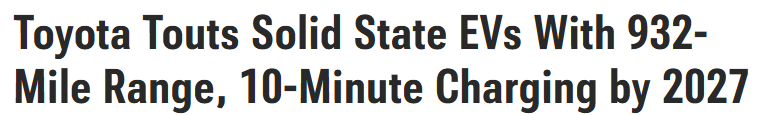 Toyota Touts Solid State EVs With 932-
Mile Range, 10-Minute Charging by 2027